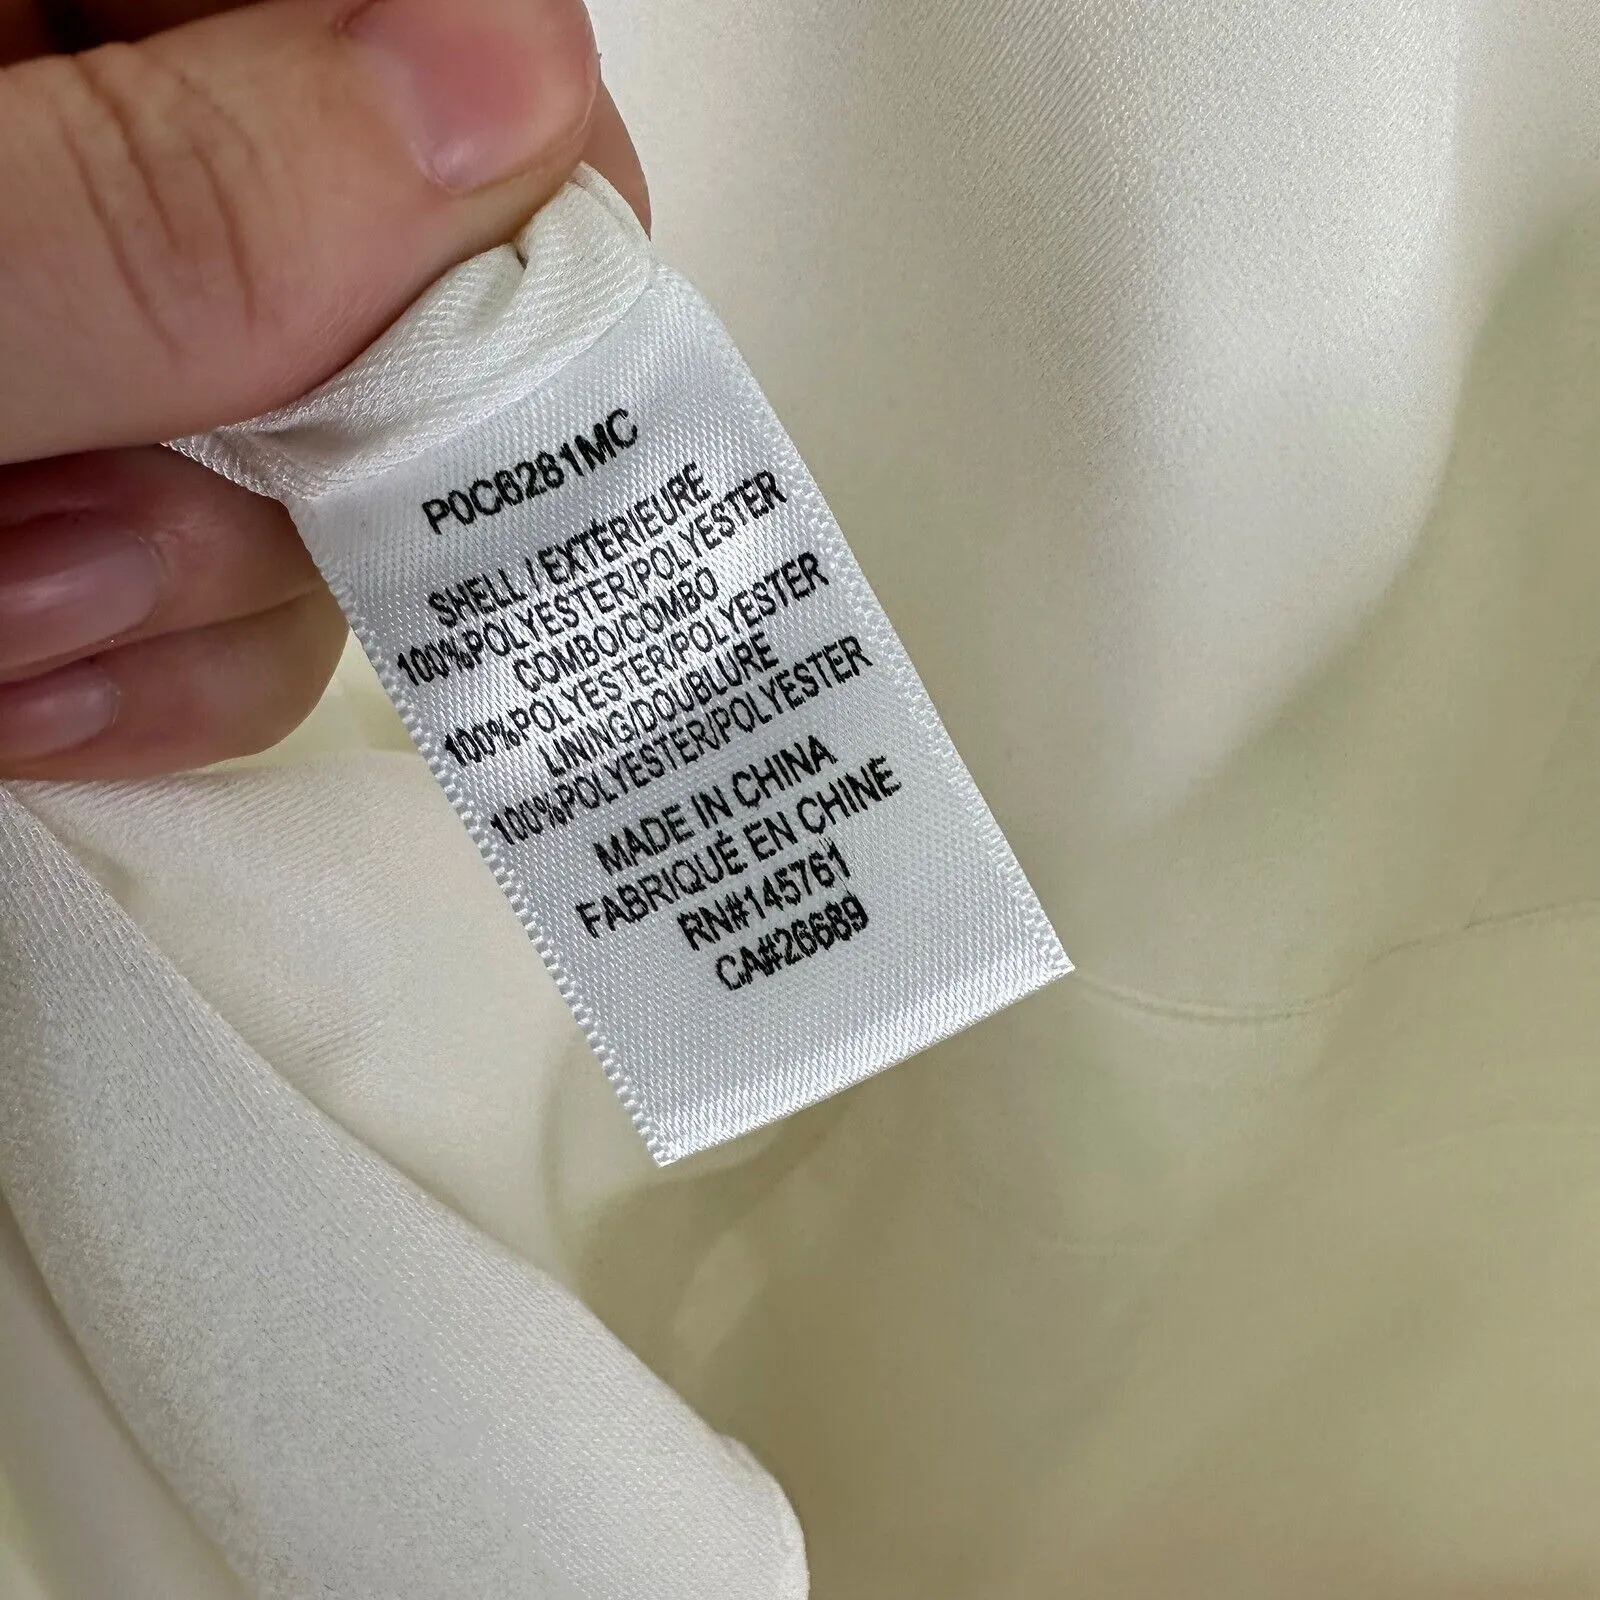 P0C6281MC
SHELL / EXTÉRIEURE
100%POLYESTER/POLYESTER
COMBO/COMBO
100%POLYESTER/POLYESTER
LINING/DOUBLURE
100%POLYESTER/POLYESTER
MADE IN CHINA
FABRIQUÉ EN CHINE
RN#145761
CA#26689